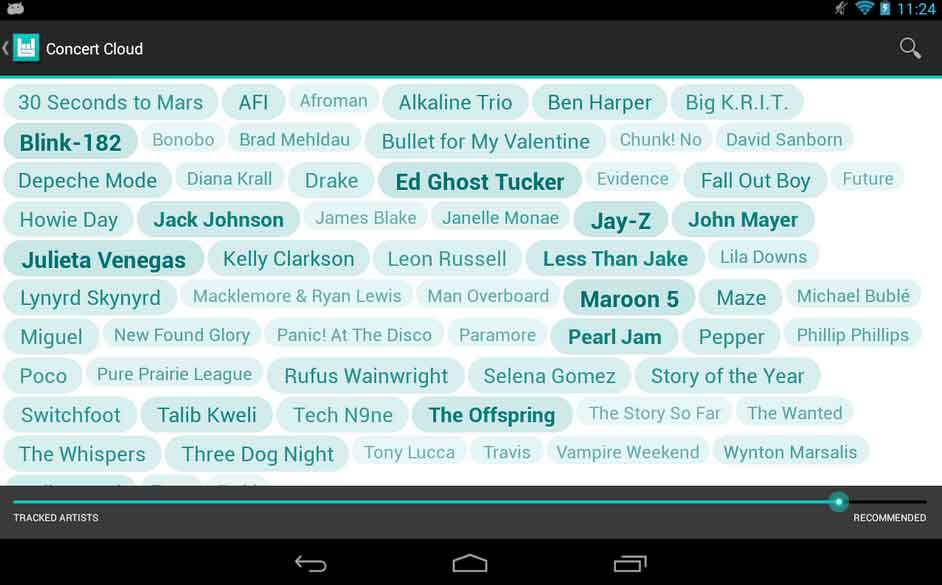 11:24
Concert Cloud
30 Seconds to Mars AFI Afroman Alkaline Trio Ben Harper Big K.R.I.T.
Blink-182 Bonobo Brad Mehldau Bullet for My Valentine Chunk! No David Sanborn
Depeche Mode Diana Krall Drake Ed Ghost Tucker Evidence Fall Out Boy Future
Howie Day Jack Johnson James Blake Janelle Monae Jay-Z John Mayer
Julieta Venegas Kelly Clarkson Leon Russell Less Than Jake Lila Downs
Lynyrd Skynyrd Macklemore & Ryan Lewis Man Overboard Maroon 5 Maze Michael Bublé
Miguel New Found Glory Panic! At The Disco Paramore Pearl Jam Pepper Phillip Phillips
Poco Pure Prairie League Rufus Wainwright Selena Gomez Story of the Year
Switchfoot Talib Kweli Tech N9ne The Offspring The Story So Far The Wanted
The Whispers Three Dog Night Tony Lucca Travis Vampire Weekend Wynton Marsalis
TRACKED ARTISTS RECOMMENDED